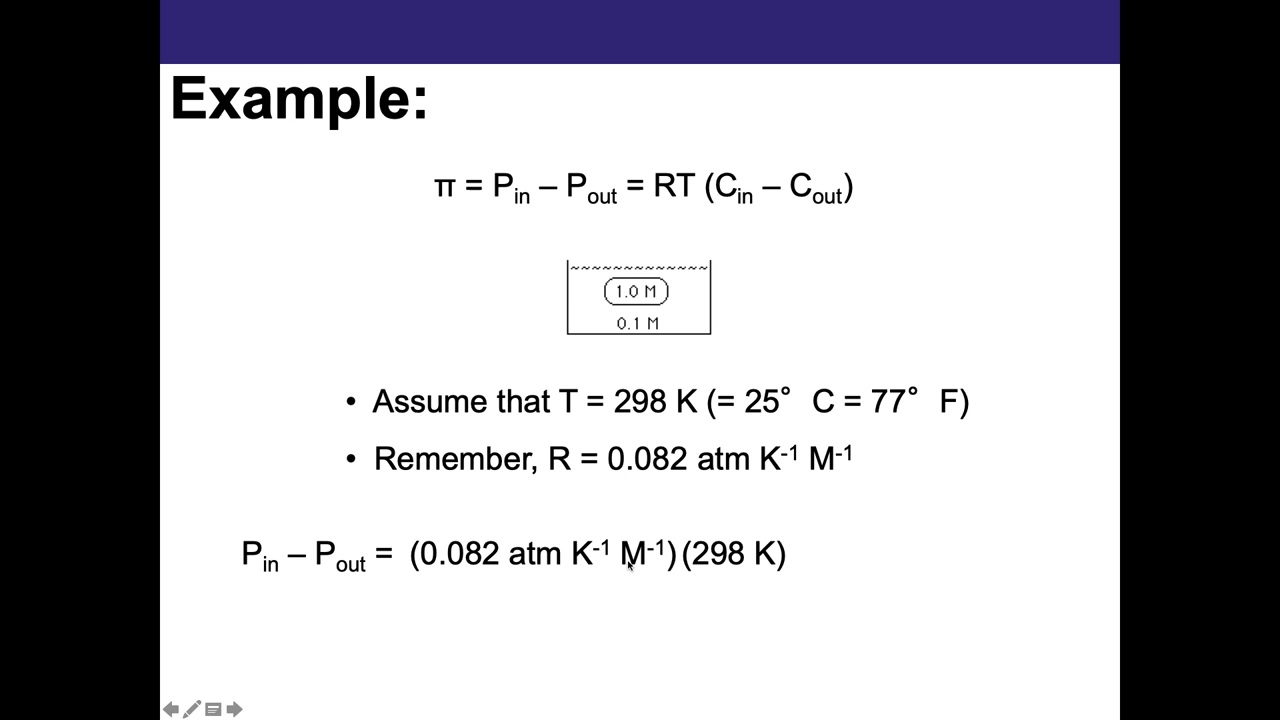 Example:
π = Pin – Pout = RT (Cin – Cout)
~~~~~~~~~~~~~
1.0 M
0.1 M
• Assume that T = 298 K (= 25° C = 77° F)
• Remember, R = 0.082 atm K-1 M-1
Pin – Pout = (0.082 atm K-1 M-1) (298 K)